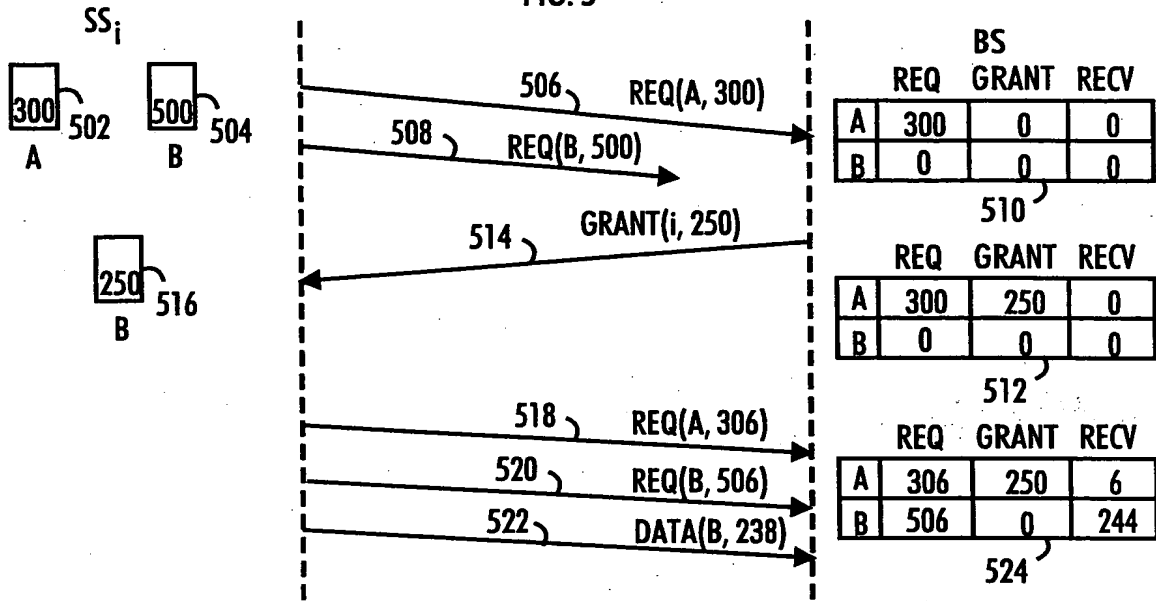 SSi
300
502
A
500
504
B
506
REQ(A, 300)
508
REQ(B, 500)
BS
REQ GRANT RECV
A 300 0 0
B 0 0 0
510
514
GRANT(i, 250)
250
516
B
REQ GRANT RECV
A 300 250 0
B 0 0 0
512
518
REQ(A, 306)
520
REQ(B, 506)
522
DATA(B, 238)
REQ GRANT RECV
A 306 250 6
B 506 0 244
524